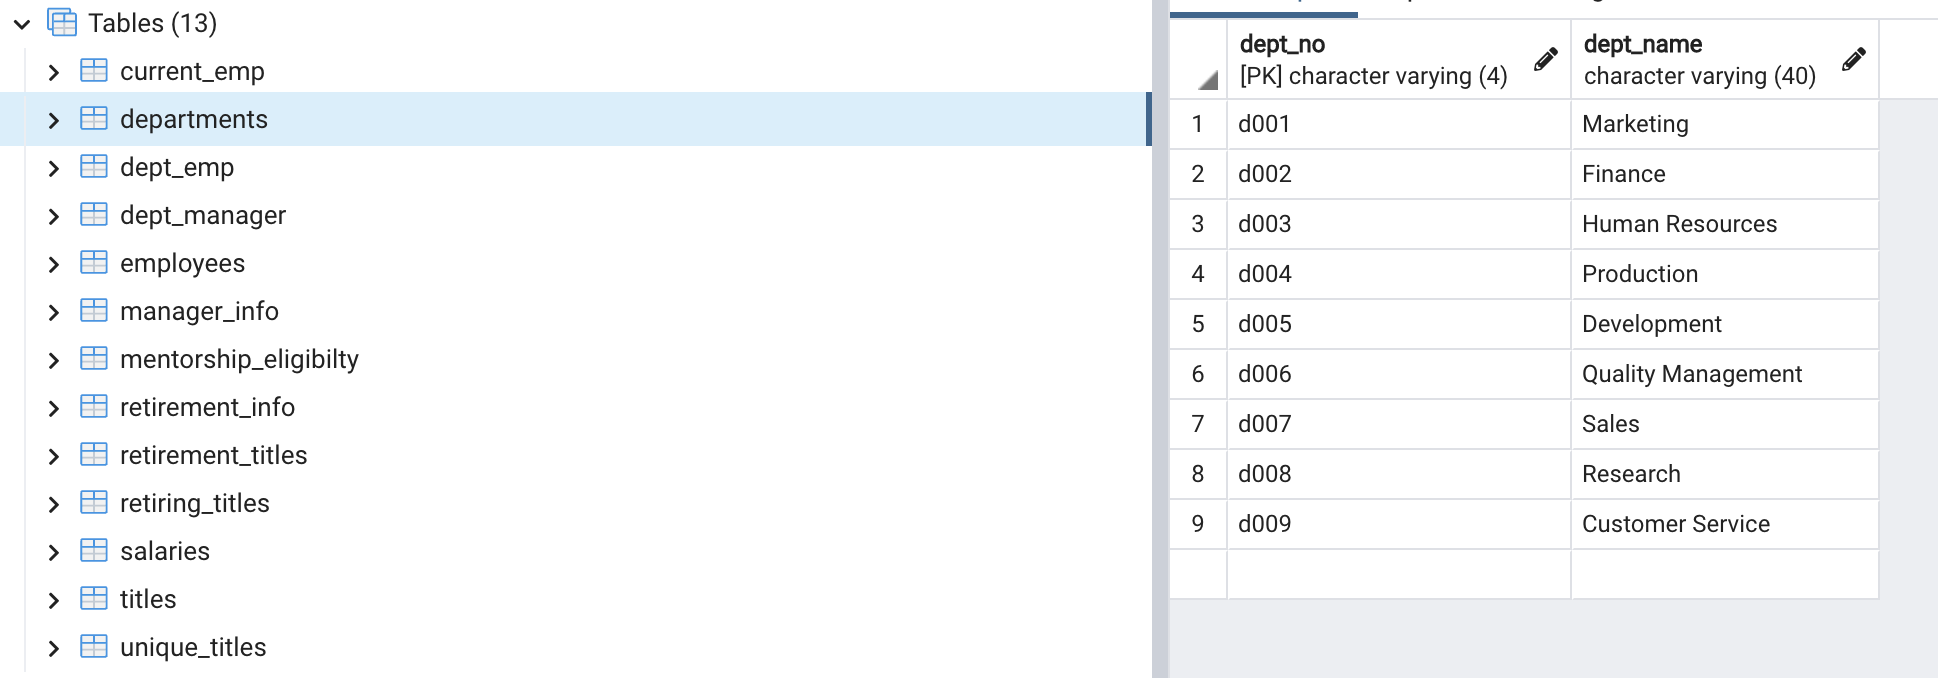 Tables (13)
current_emp
departments
dept_emp
dept_manager
employees
manager_info
mentorship_eligibilty
retirement_info
retirement_titles
retiring_titles
salaries
titles
unique_titles
dept_no dept_name
[PK] character varying (4) character varying (40)
1 d001 Marketing
2 d002 Finance
3 d003 Human Resources
4 d004 Production
5 d005 Development
6 d006 Quality Management
7 d007 Sales
8 d008 Research
9 d009 Customer Service